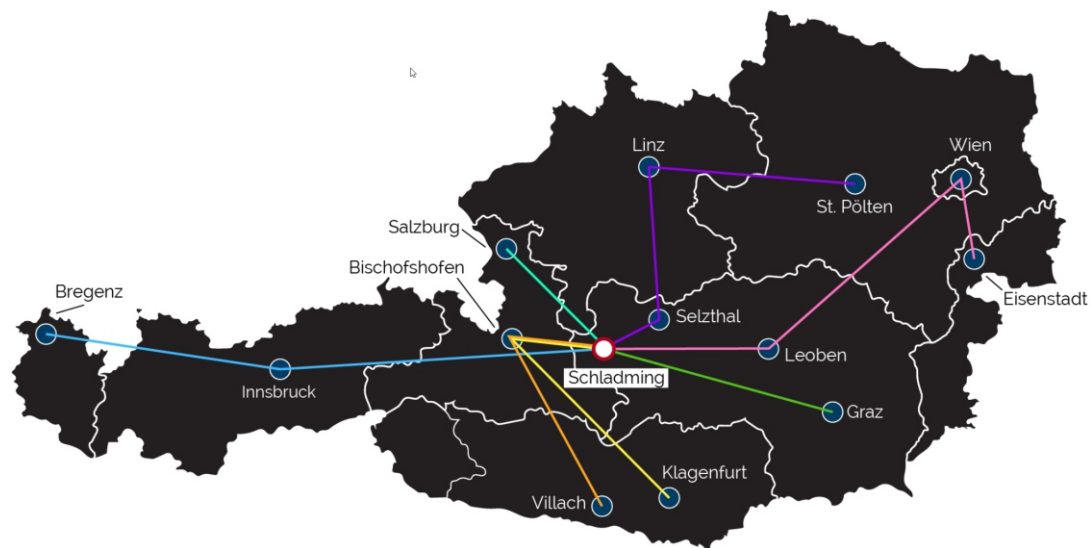 Linz
Wien
St. Pölten
Salzburg
Bischofshofen
Bregenz
Eisenstadt
Selzthal
Leoben
Schladming
Innsbruck
Graz
Klagenfurt
Villach